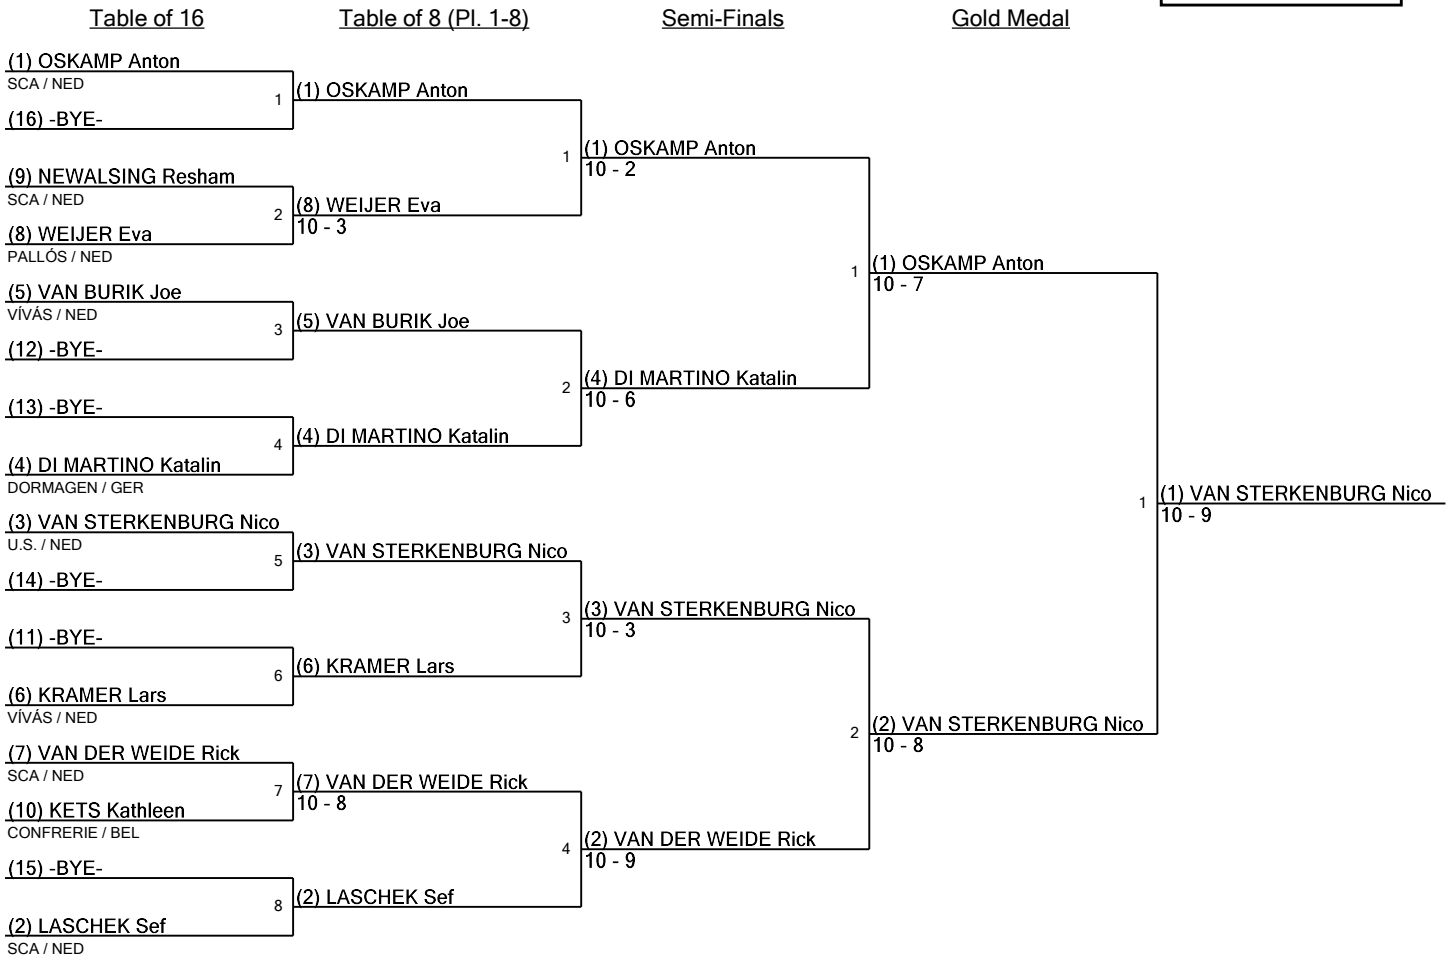 Table of 16
Table of 8 (Pl. 1-8)
Semi-Finals
Gold Medal
(1) OSKAMP Anton
SCA / NED
1
(16) -BYE-
(9) NEWALSING Resham
SCA / NED
2
(8) WEIJER Eva
PALLÓS / NED
(5) VAN BURIK Joe
VÍVÁS / NED
3
(12) -BYE-
(13) -BYE-
4
(4) DI MARTINO Katalin
DORMAGEN / GER
(3) VAN STERKENBURG Nico
U.S. / NED
5
(14) -BYE-
(11) -BYE-
6
(6) KRAMER Lars
VÍVÁS / NED
(7) VAN DER WEIDE Rick
SCA / NED
7
(10) KETS Kathleen
CONFRERIE / BEL
(15) -BYE-
8
(2) LASCHEK Sef
SCA / NED
(1) OSKAMP Anton
1
(8) WEIJER Eva
10 - 3
(5) VAN BURIK Joe
2
(4) DI MARTINO Katalin
(3) VAN STERKENBURG Nico
3
(6) KRAMER Lars
(7) VAN DER WEIDE Rick
10 - 8
4
(2) LASCHEK Sef
(1) OSKAMP Anton
10 - 2
1
(4) DI MARTINO Katalin
10 - 6
(3) VAN STERKENBURG Nico
10 - 3
2
(2) VAN DER WEIDE Rick
10 - 9
(1) OSKAMP Anton
10 - 7
1
(2) VAN STERKENBURG Nico
10 - 8
(1) VAN STERKENBURG Nico
10 - 9